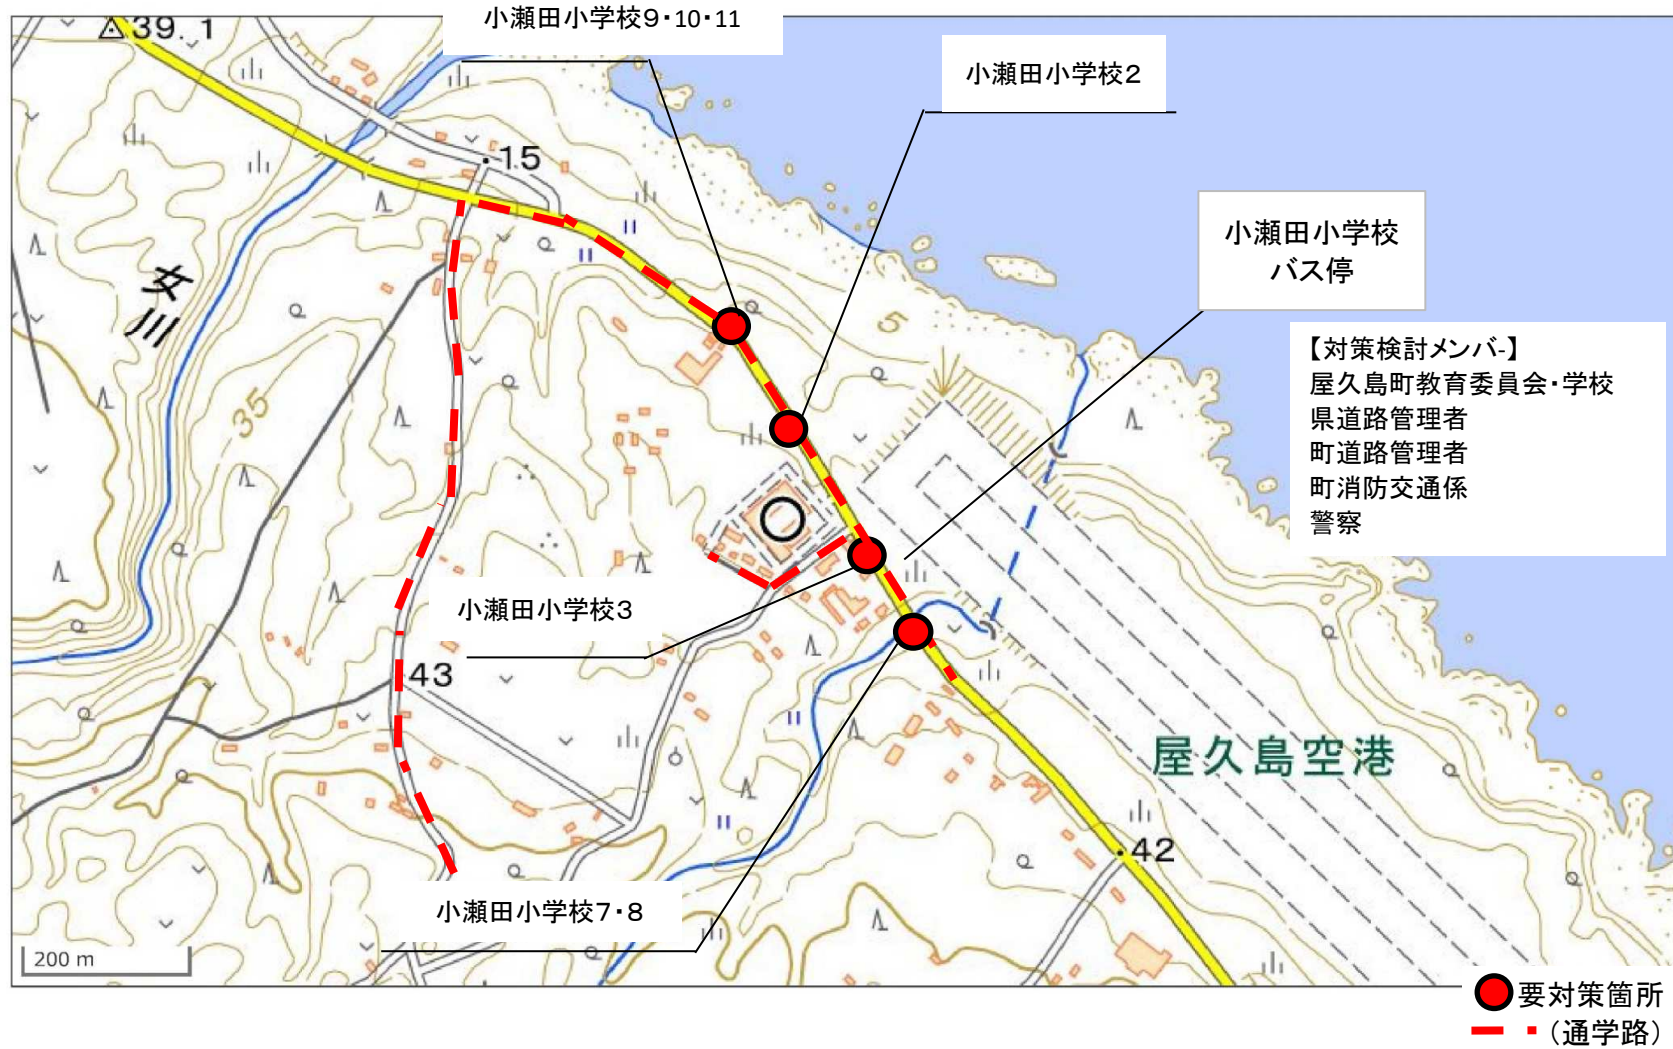 小瀬田小学校9・10・11
39.1
小瀬田小学校2
15
小瀬田小学校
バス停
女川
5
【対策検討メンバ-】
屋久島町教育委員会・学校
県道路管理者
町道路管理者
町消防交通係
警察
35
小瀬田小学校3
43
屋久島空港
42
小瀬田小学校7・8
200 m
要対策箇所
(通学路)